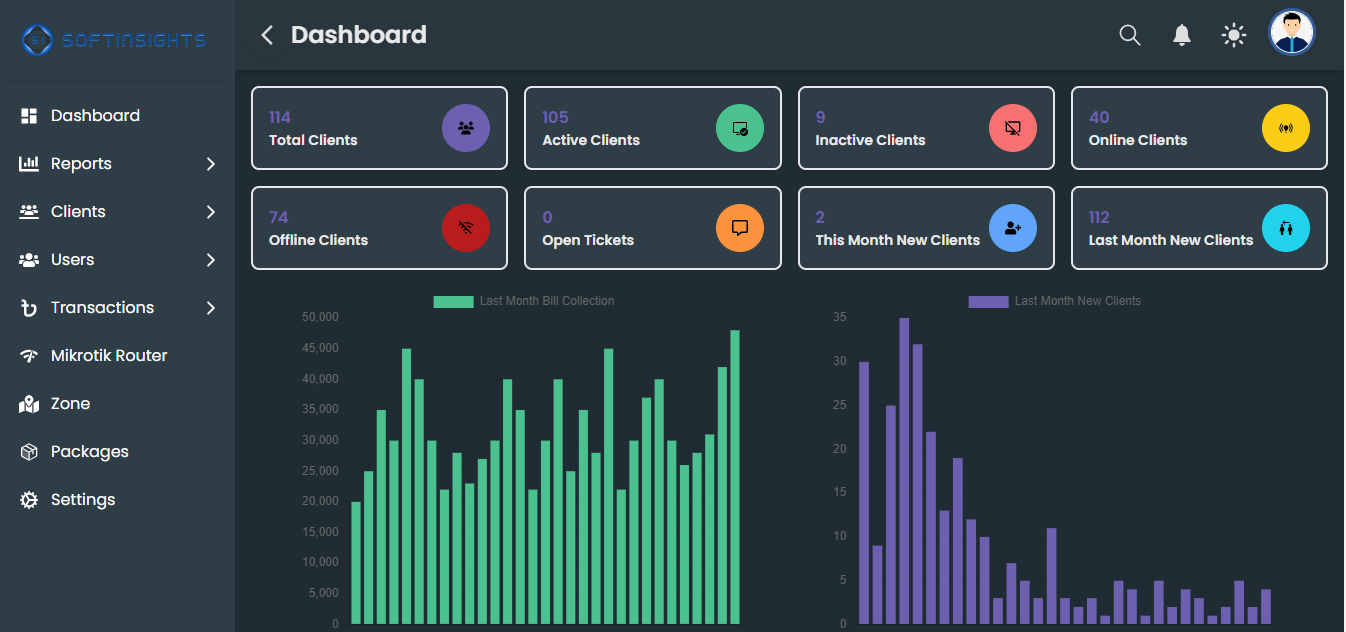 SI SOFTINSIGHTS
Dashboard
Dashboard
Reports
Clients
Users
Transactions
Mikrotik Router
Zone
Packages
Settings
114
Total Clients
105
Active Clients
9
Inactive Clients
40
Online Clients
74
Offline Clients
0
Open Tickets
2
This Month New Clients
112
Last Month New Clients
Last Month Bill Collection
50,000
45,000
40,000
35,000
30,000
25,000
20,000
15,000
10,000
5,000
0
Last Month New Clients
35
30
25
20
15
10
5
0